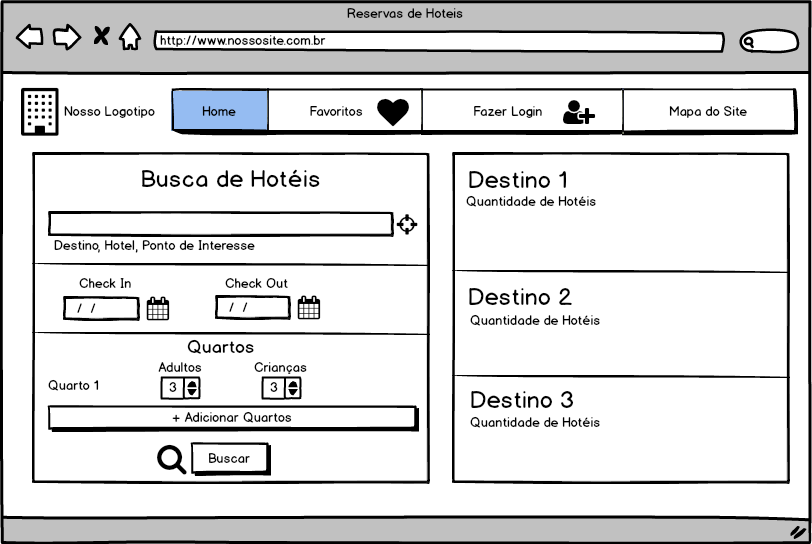 Reservas de Hoteis
http://www.nossosite.com.br
Nosso Logotipo
Home
Favoritos
Fazer Login
Mapa do Site
Busca de Hotéis
Destino, Hotel, Ponto de Interesse
Check In
Check Out
/ /
/ /
Quartos
Adultos
Crianças
Quarto 1
3
3
+ Adicionar Quartos
Buscar
Destino 1
Quantidade de Hotéis
Destino 2
Quantidade de Hotéis
Destino 3
Quantidade de Hotéis